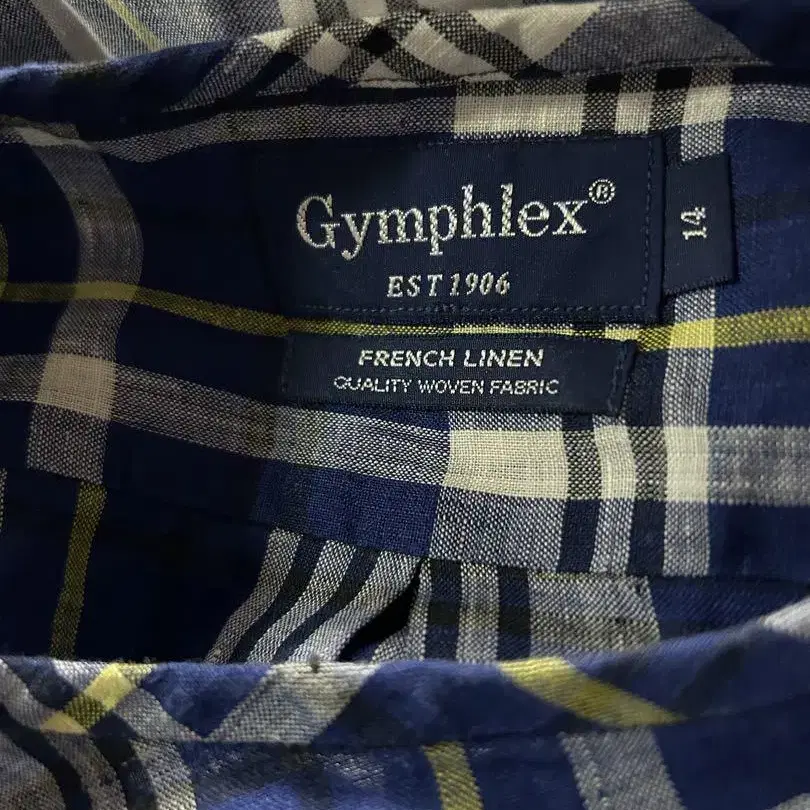 Gymphlex®
EST 1906
14
FRENCH LINEN
QUALITY WOVEN FABRIC